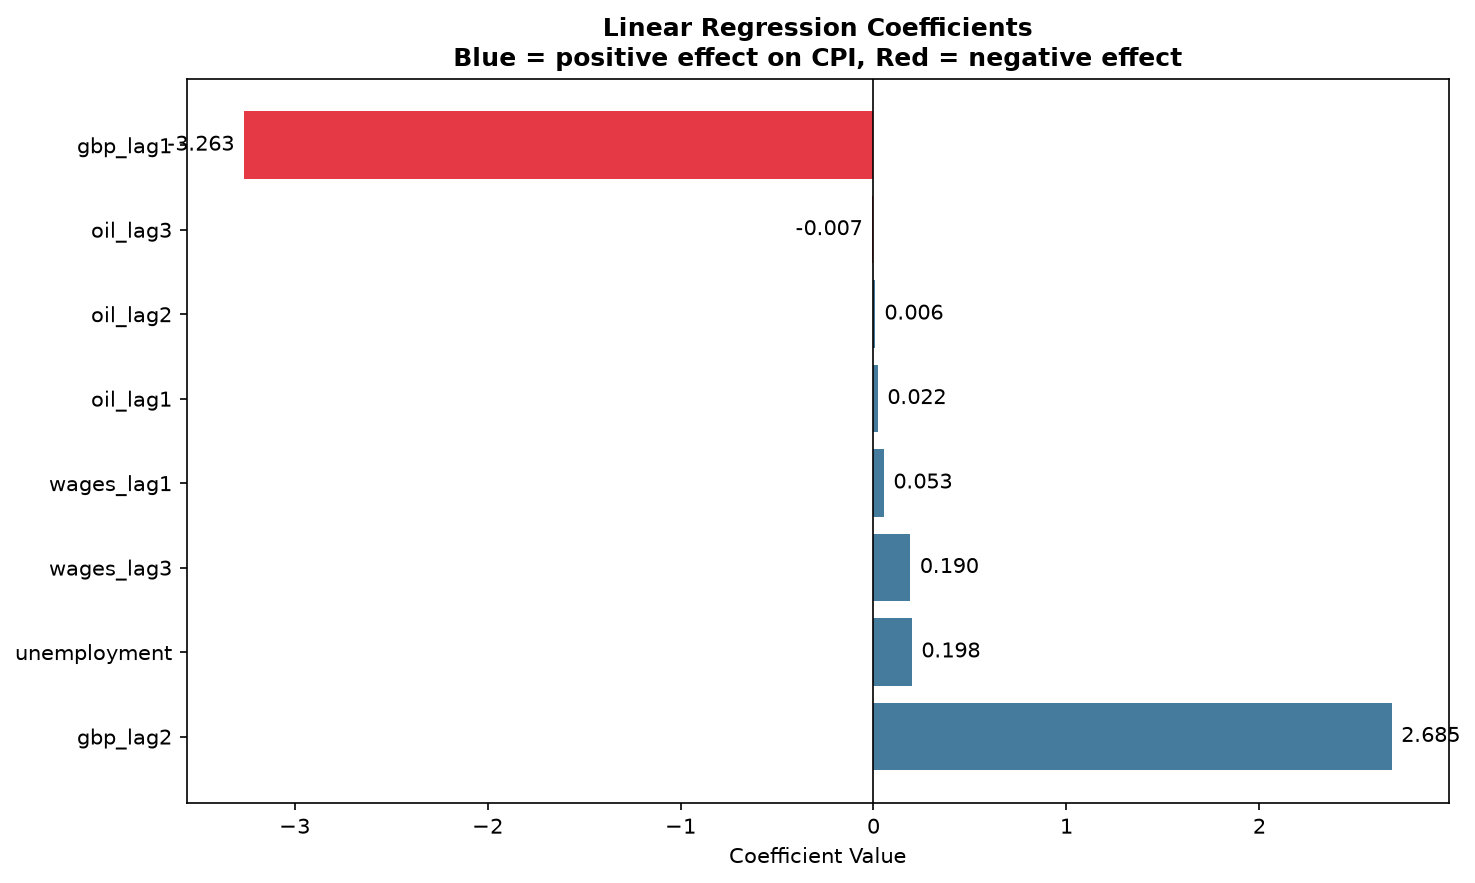 Linear Regression Coefficients
Blue = positive effect on CPI, Red = negative effect
gbp_lag1 -3.263
oil_lag3 -0.007
oil_lag2 0.006
oil_lag1 0.022
wages_lag1 0.053
wages_lag3 0.190
unemployment 0.198
gbp_lag2 2.685
−3 −2 −1 0 1 2
Coefficient Value